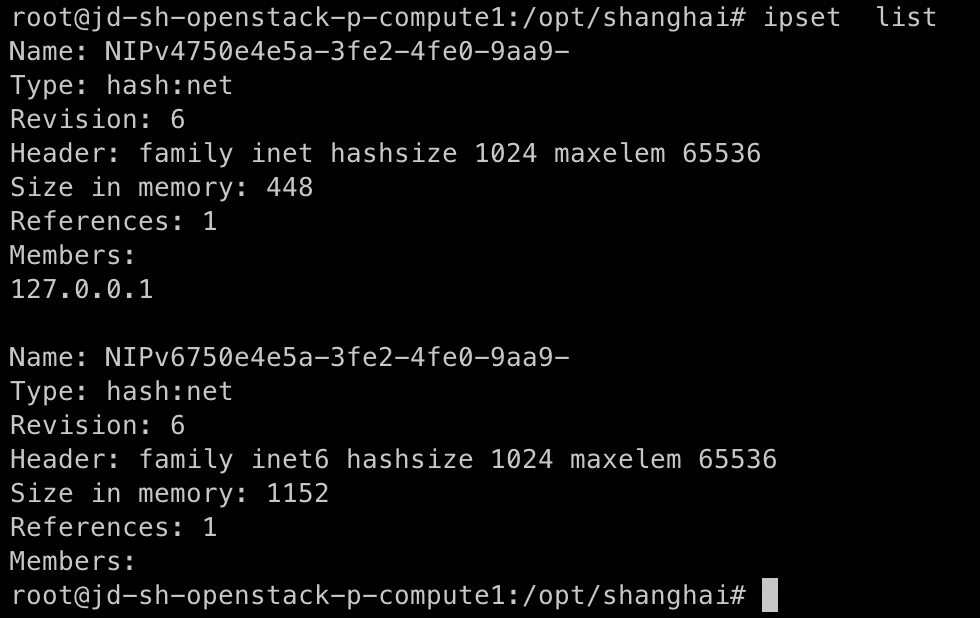 root@jd-sh-openstack-p-compute1:/opt/shanghai# ipset  list
Name: NIPv4750e4e5a-3fe2-4fe0-9aa9-
Type: hash:net
Revision: 6
Header: family inet hashsize 1024 maxelem 65536
Size in memory: 448
References: 1
Members:
127.0.0.1

Name: NIPv6750e4e5a-3fe2-4fe0-9aa9-
Type: hash:net
Revision: 6
Header: family inet6 hashsize 1024 maxelem 65536
Size in memory: 1152
References: 1
Members:
root@jd-sh-openstack-p-compute1:/opt/shanghai#